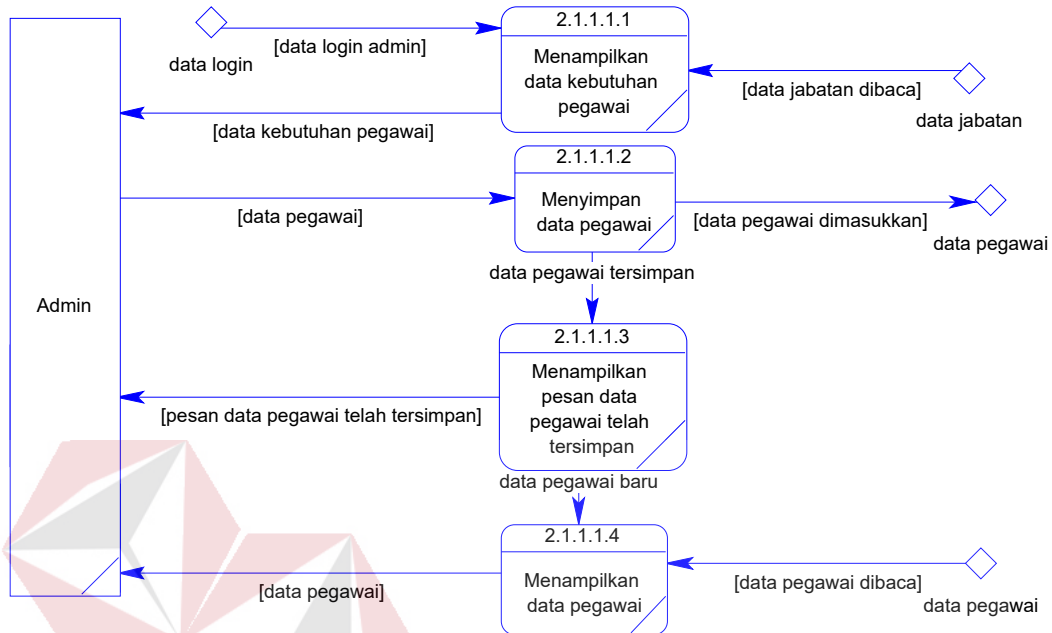 2.1.1.1.1
Menampilkan
data kebutuhan
pegawai
[data login admin]
data login
[data jabatan dibaca]
data jabatan
[data kebutuhan pegawai]
2.1.1.1.2
Menyimpan
data pegawai
[data pegawai]
[data pegawai dimasukkan]
data pegawai
data pegawai tersimpan
Admin
2.1.1.1.3
Menampilkan
pesan data
pegawai telah
tersimpan
[pesan data pegawai telah tersimpan]
data pegawai baru
2.1.1.1.4
Menampilkan
data pegawai
[data pegawai]
[data pegawai dibaca]
data pegawai